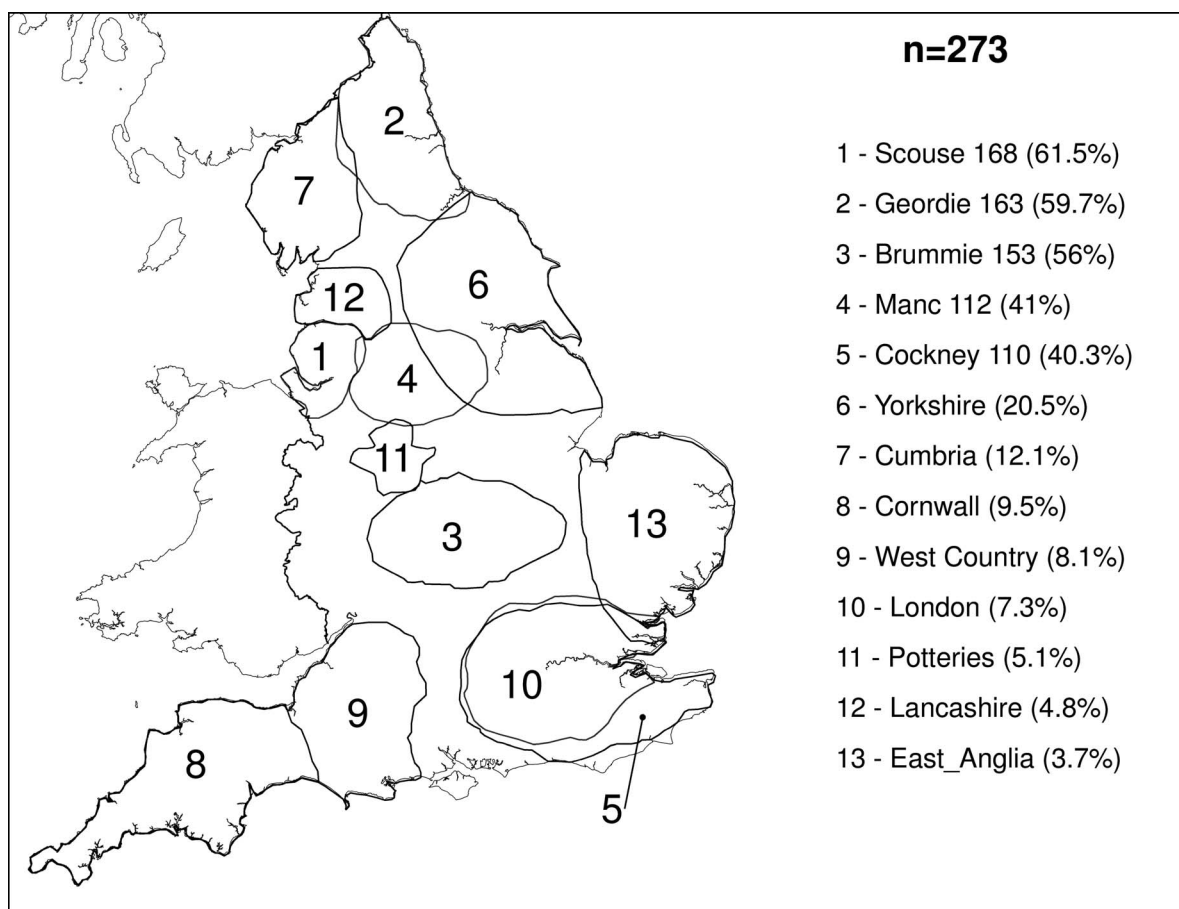 n=273
1 - Scouse 168 (61.5%)
2 - Geordie 163 (59.7%)
3 - Brummie 153 (56%)
4 - Manc 112 (41%)
5 - Cockney 110 (40.3%)
6 - Yorkshire (20.5%)
7 - Cumbria (12.1%)
8 - Cornwall (9.5%)
9 - West Country (8.1%)
10 - London (7.3%)
11 - Potteries (5.1%)
12 - Lancashire (4.8%)
13 - East_Anglia (3.7%)
2
7
6
12
1
4
11
3
13
10
9
8
5